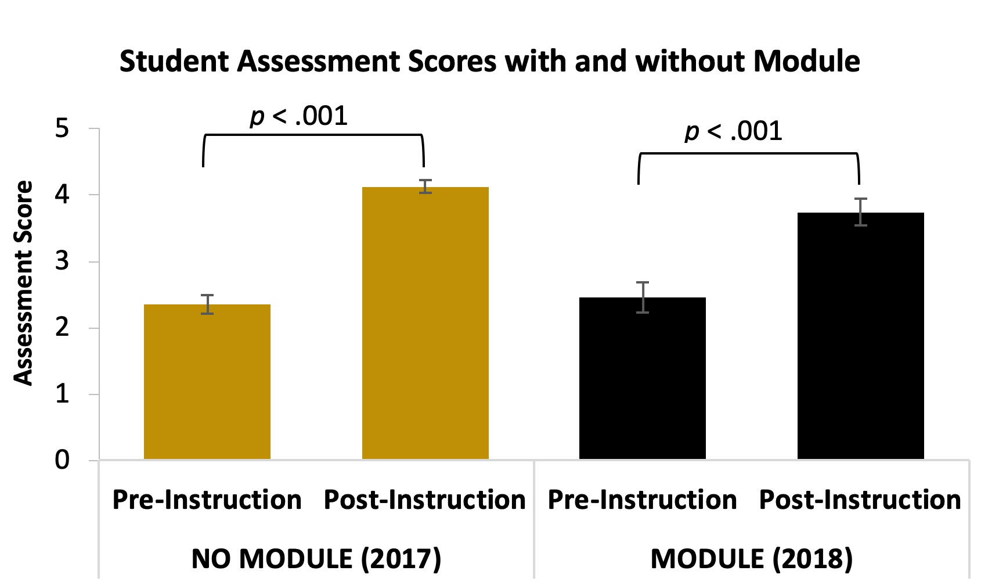 Student Assessment Scores with and without Module
p < .001
p < .001
5
4
3
2
1
0
Assessment Score
Pre-Instruction Post-Instruction Pre-Instruction Post-Instruction
NO MODULE (2017) MODULE (2018)